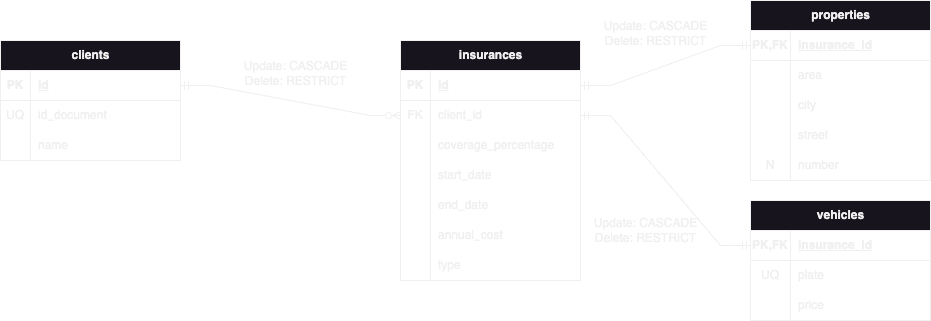 clients
PK id
UQ id_document
name
Update: CASCADE
Delete: RESTRICT
insurances
PK id
FK client_id
coverage_percentage
start_date
end_date
annual_cost
type
Update: CASCADE
Delete: RESTRICT
properties
PK,FK insurance_id
area
city
street
N number
Update: CASCADE
Delete: RESTRICT
vehicles
PK,FK insurance_id
UQ plate
price